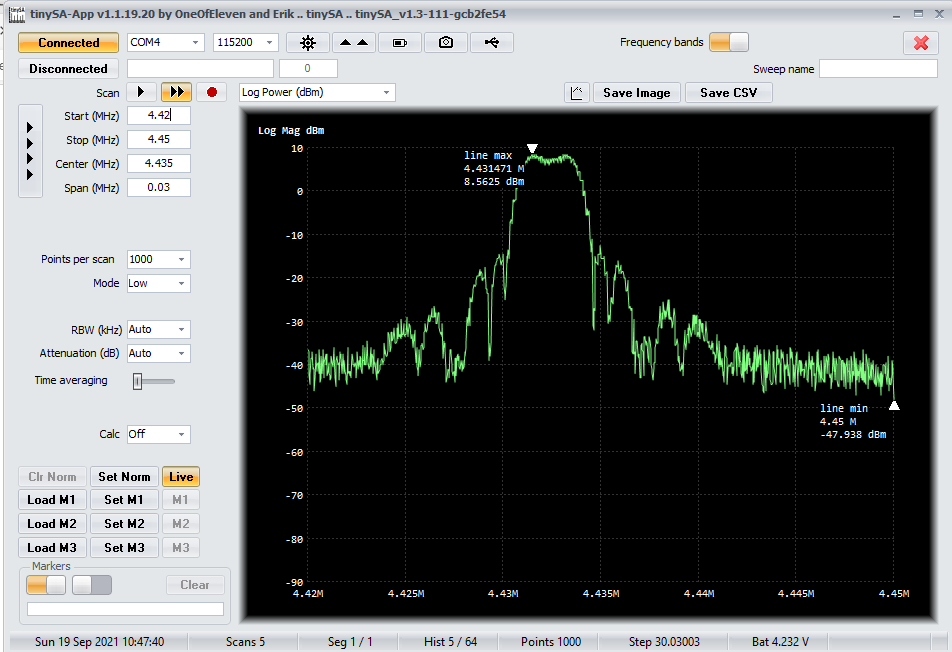 tinySA-App v1.1.19.20 by OneOfEleven and Erik .. tinySA .. tinySA_v1.3-111-gcb2fe54
Connected COM4 115200 Frequency bands
Disconnected 0 Sweep name
Scan Log Power (dBm) Save Image Save CSV
Start (MHz) 4.42
Stop (MHz) 4.45
Center (MHz) 4.435
Span (MHz) 0.03
Points per scan 1000
Mode Low
RBW (kHz) Auto
Attenuation (dB) Auto
Time averaging
Calc Off
Clr Norm Set Norm Live
Load M1 Set M1 M1
Load M2 Set M2 M2
Load M3 Set M3 M3
Markers
Clear
Log Mag dBm
10
0
-10
-20
-30
-40
-50
-60
-70
-80
-90
line max
4.431471 M
8.5625 dBm
line min
4.45 M
-47.938 dBm
4.42M 4.425M 4.43M 4.435M 4.44M 4.445M 4.45M
Sun 19 Sep 2021 10:47:40 Scans 5 Seg 1 / 1 Hist 5 / 64 Points 1000 Step 30.03003 Bat 4.232 V